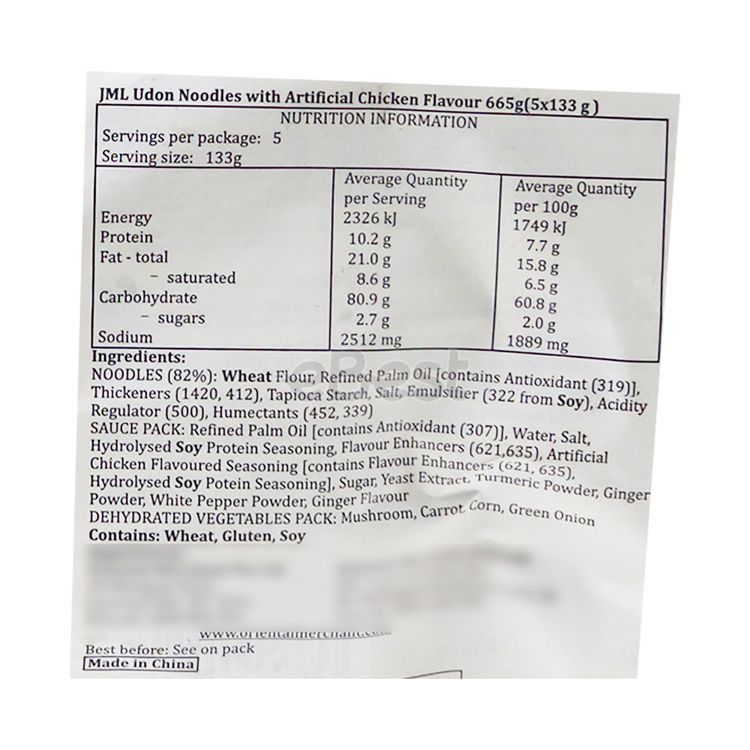 JML Udon Noodles with Artificial Chicken Flavour 665g(5x133 g)
NUTRITION INFORMATION
Servings per package: 5
Serving size: 133g
Average Quantity per Serving Average Quantity per 100g
Energy 2326 kJ 1749 kJ
Protein 10.2 g 7.7 g
Fat - total 21.0 g 15.8 g
– saturated 8.6 g 6.5 g
Carbohydrate 80.9 g 60.8 g
– sugars 2.7 g 2.0 g
Sodium 2512 mg 1889 mg
Ingredients:
NOODLES (82%): Wheat Flour, Refined Palm Oil [contains Antioxidant (319)],
Thickeners (1420, 412), Tapioca Starch, Salt, Emulsifier (322 from Soy), Acidity
Regulator (500), Humectants (452, 339)
SAUCE PACK: Refined Palm Oil [contains Antioxidant (307)], Water, Salt,
Hydrolysed Soy Protein Seasoning, Flavour Enhancers (621,635), Artificial
Chicken Flavoured Seasoning [contains Flavour Enhancers (621, 635),
Hydrolysed Soy Potein Seasoning], Sugar, Yeast Extract, Turmeric Powder, Ginger
Powder, White Pepper Powder, Ginger Flavour
DEHYDRATED VEGETABLES PACK: Mushroom, Carrot, Corn, Green Onion
Contains: Wheat, Gluten, Soy
eBest
Best before: See on pack
Made in China